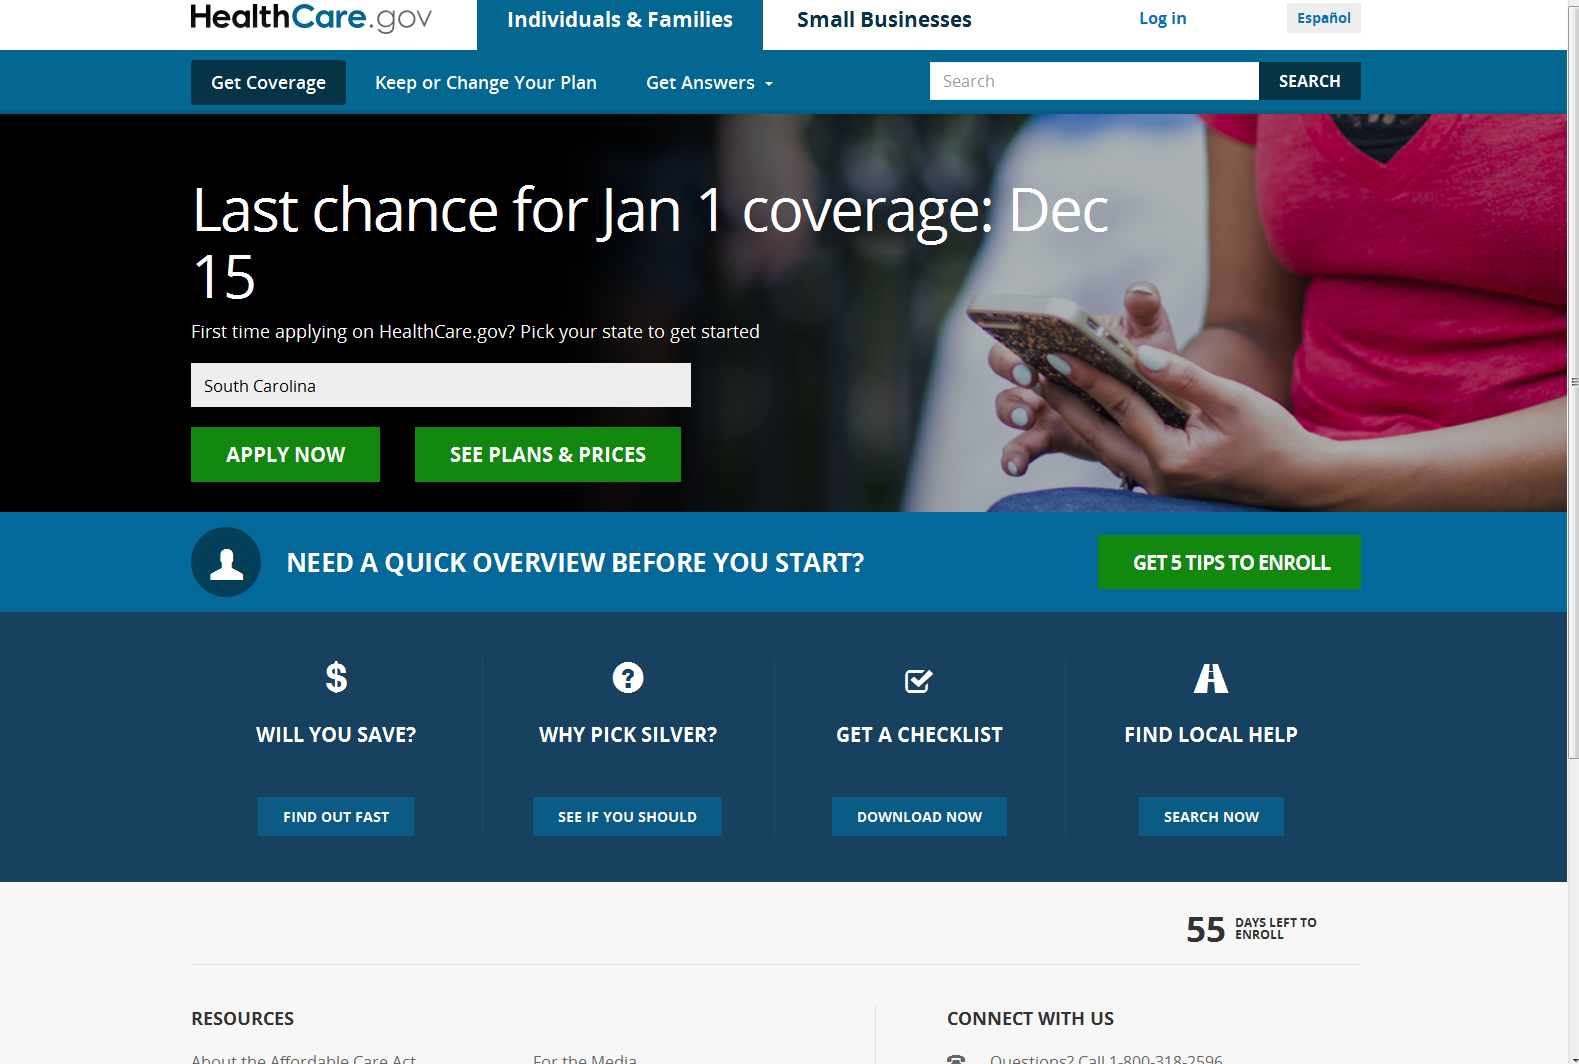 HealthCare.gov
Individuals & Families
Small Businesses
Log in
Español
Get Coverage
Keep or Change Your Plan
Get Answers
Search
SEARCH
Last chance for Jan 1 coverage: Dec
15
First time applying on HealthCare.gov? Pick your state to get started
South Carolina
APPLY NOW
SEE PLANS & PRICES
NEED A QUICK OVERVIEW BEFORE YOU START?
GET 5 TIPS TO ENROLL
WILL YOU SAVE?
FIND OUT FAST
WHY PICK SILVER?
SEE IF YOU SHOULD
GET A CHECKLIST
DOWNLOAD NOW
FIND LOCAL HELP
SEARCH NOW
55 DAYS LEFT TO
ENROLL
RESOURCES
About the Affordable Care Act
For the Media
CONNECT WITH US
Questions? Call 1-800-318-2596